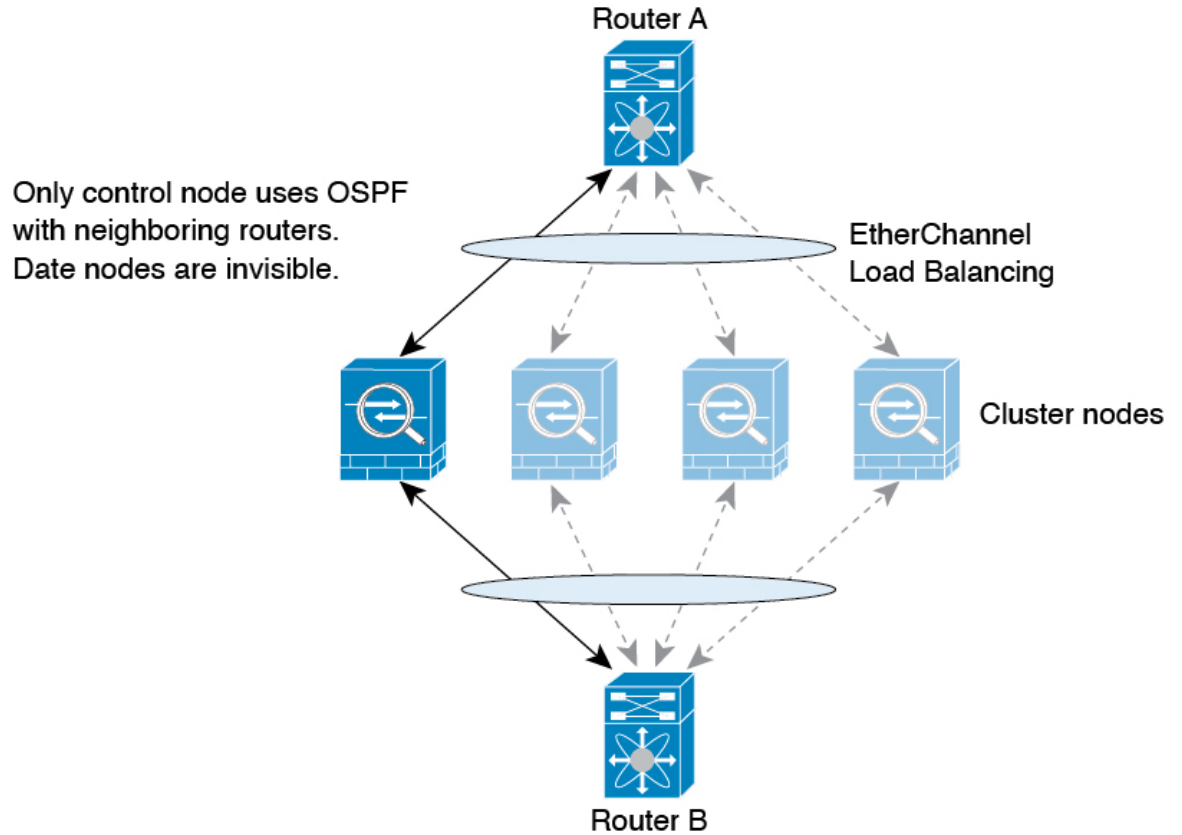 Router A
Only control node uses OSPF
with neighboring routers.
Date nodes are invisible.
EtherChannel
Load Balancing
Cluster nodes
Router B